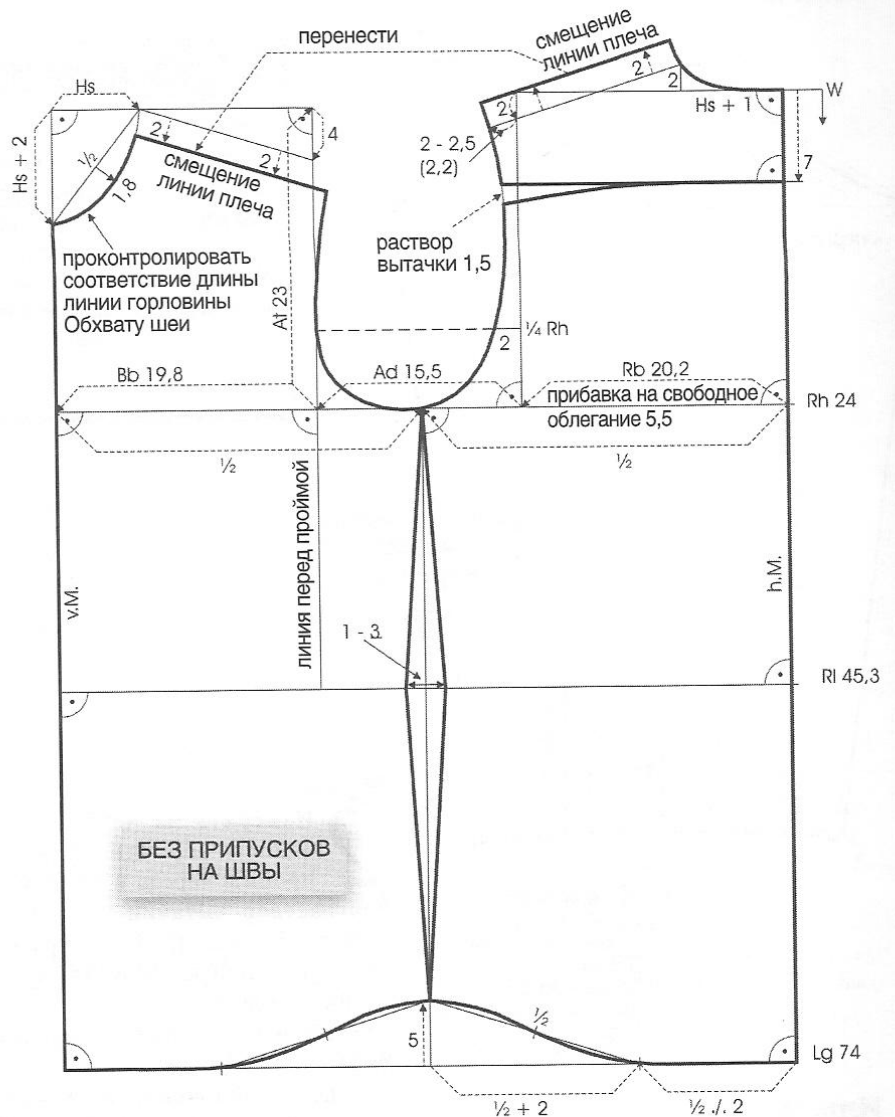 перенести
смещение
линии плеча
Hs
2
2
W
Hs + 1
Hs + 2
½
1,8
2
2
4
2
2 - 2,5
(2,2)
7
смещение
линии плеча
проконтролировать
соответствие длины
линии горловины
Обхвату шеи
At 23
раствор
вытачки 1,5
2
¼ Rh
Bb 19,8
Ad 15,5
Rb 20,2
прибавка на свободное
облегание 5,5
Rh 24
½
½
линия перед проймой
v.M.
h.M.
1 - 3
Rl 45,3
БЕЗ ПРИПУСКОВ
НА ШВЫ
5
½
Lg 74
½ + 2
½ ./. 2